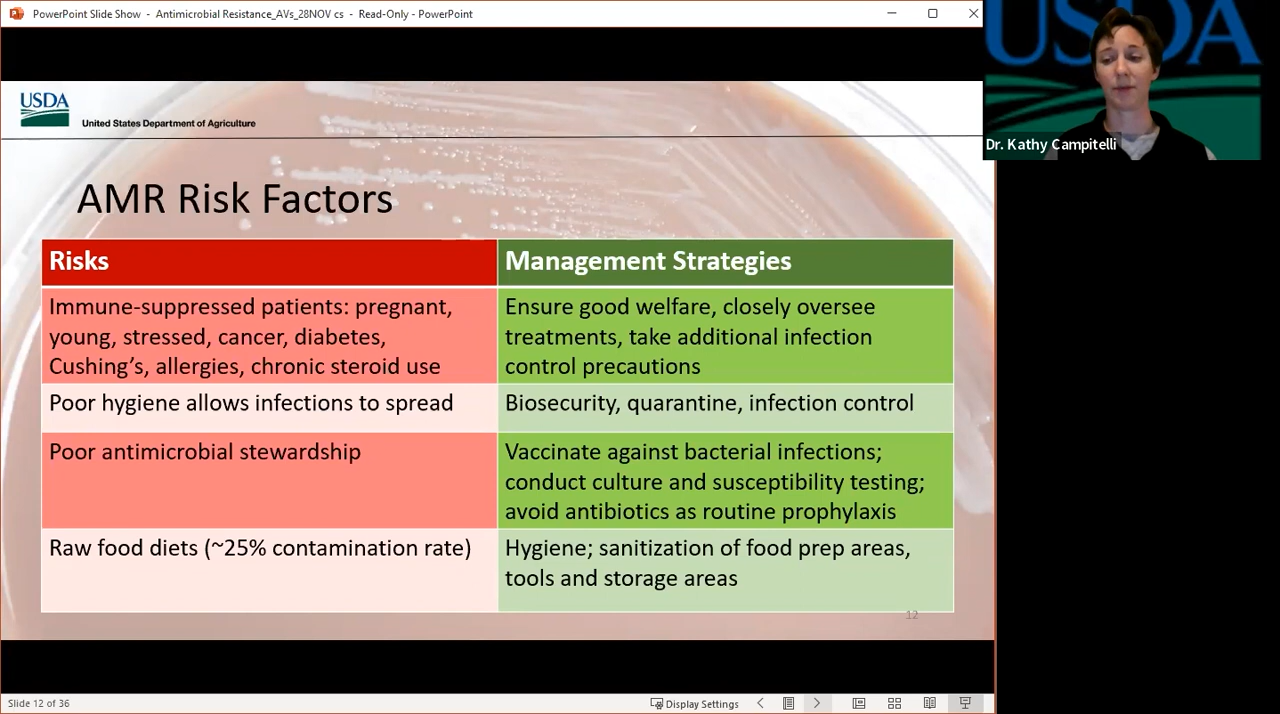 PowerPoint Slide Show - Antimicrobial Resistance_AVs_28NOV cs - Read-Only - PowerPoint
USDA
Dr. Kathy Campitelli
USDA
United States Department of Agriculture
AMR Risk Factors
Risks
Management Strategies
Immune-suppressed patients: pregnant,
young, stressed, cancer, diabetes,
Cushing’s, allergies, chronic steroid use
Ensure good welfare, closely oversee
treatments, take additional infection
control precautions
Poor hygiene allows infections to spread
Biosecurity, quarantine, infection control
Poor antimicrobial stewardship
Vaccinate against bacterial infections;
conduct culture and susceptibility testing;
avoid antibiotics as routine prophylaxis
Raw food diets (~25% contamination rate)
Hygiene; sanitization of food prep areas,
tools and storage areas
12
Slide 12 of 36
Display Settings